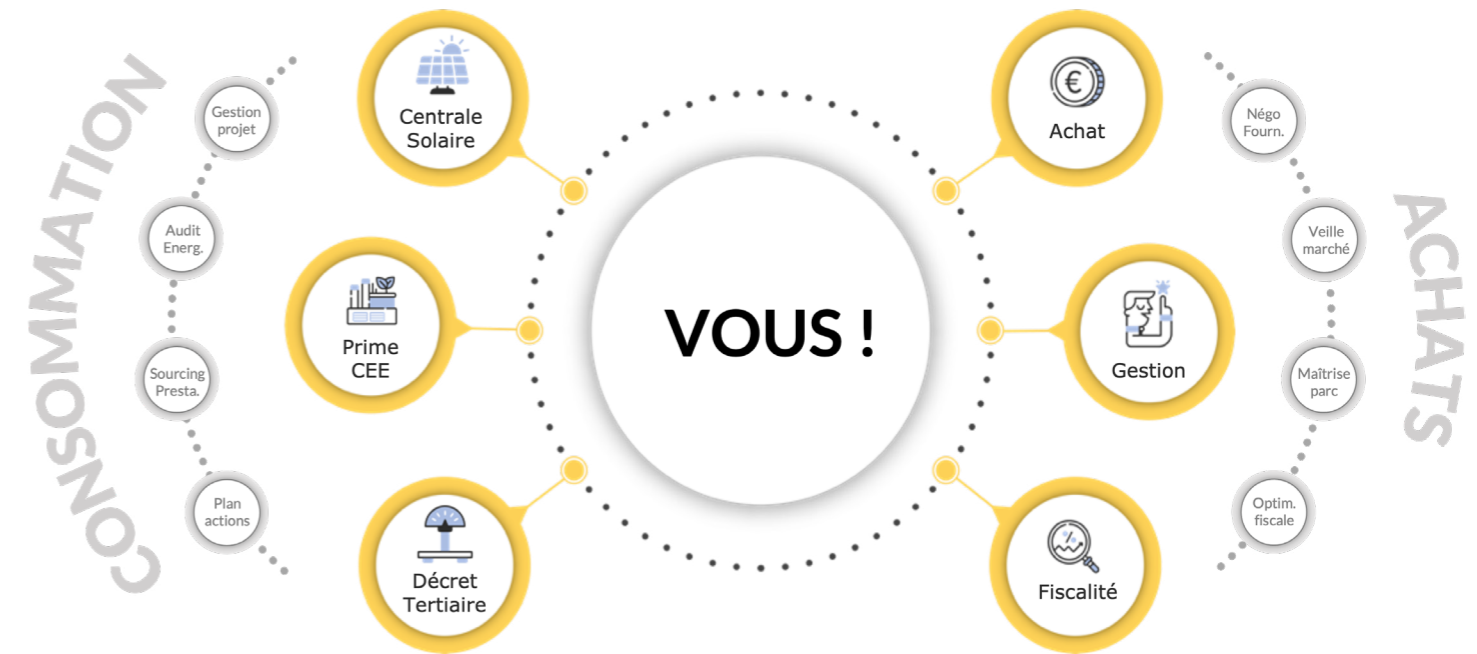 CONSOMMATION
Gestion
projet
Audit
Energ.
Sourcing
Presta.
Plan
actions
Centrale
Solaire
Prime
CEE
Décret
Tertiaire
VOUS !
€
Achat
Gestion
%
Fiscalité
Négo
Fourn.
Veille
marché
Maîtrise
parc
Optim.
fiscale
ACHATS